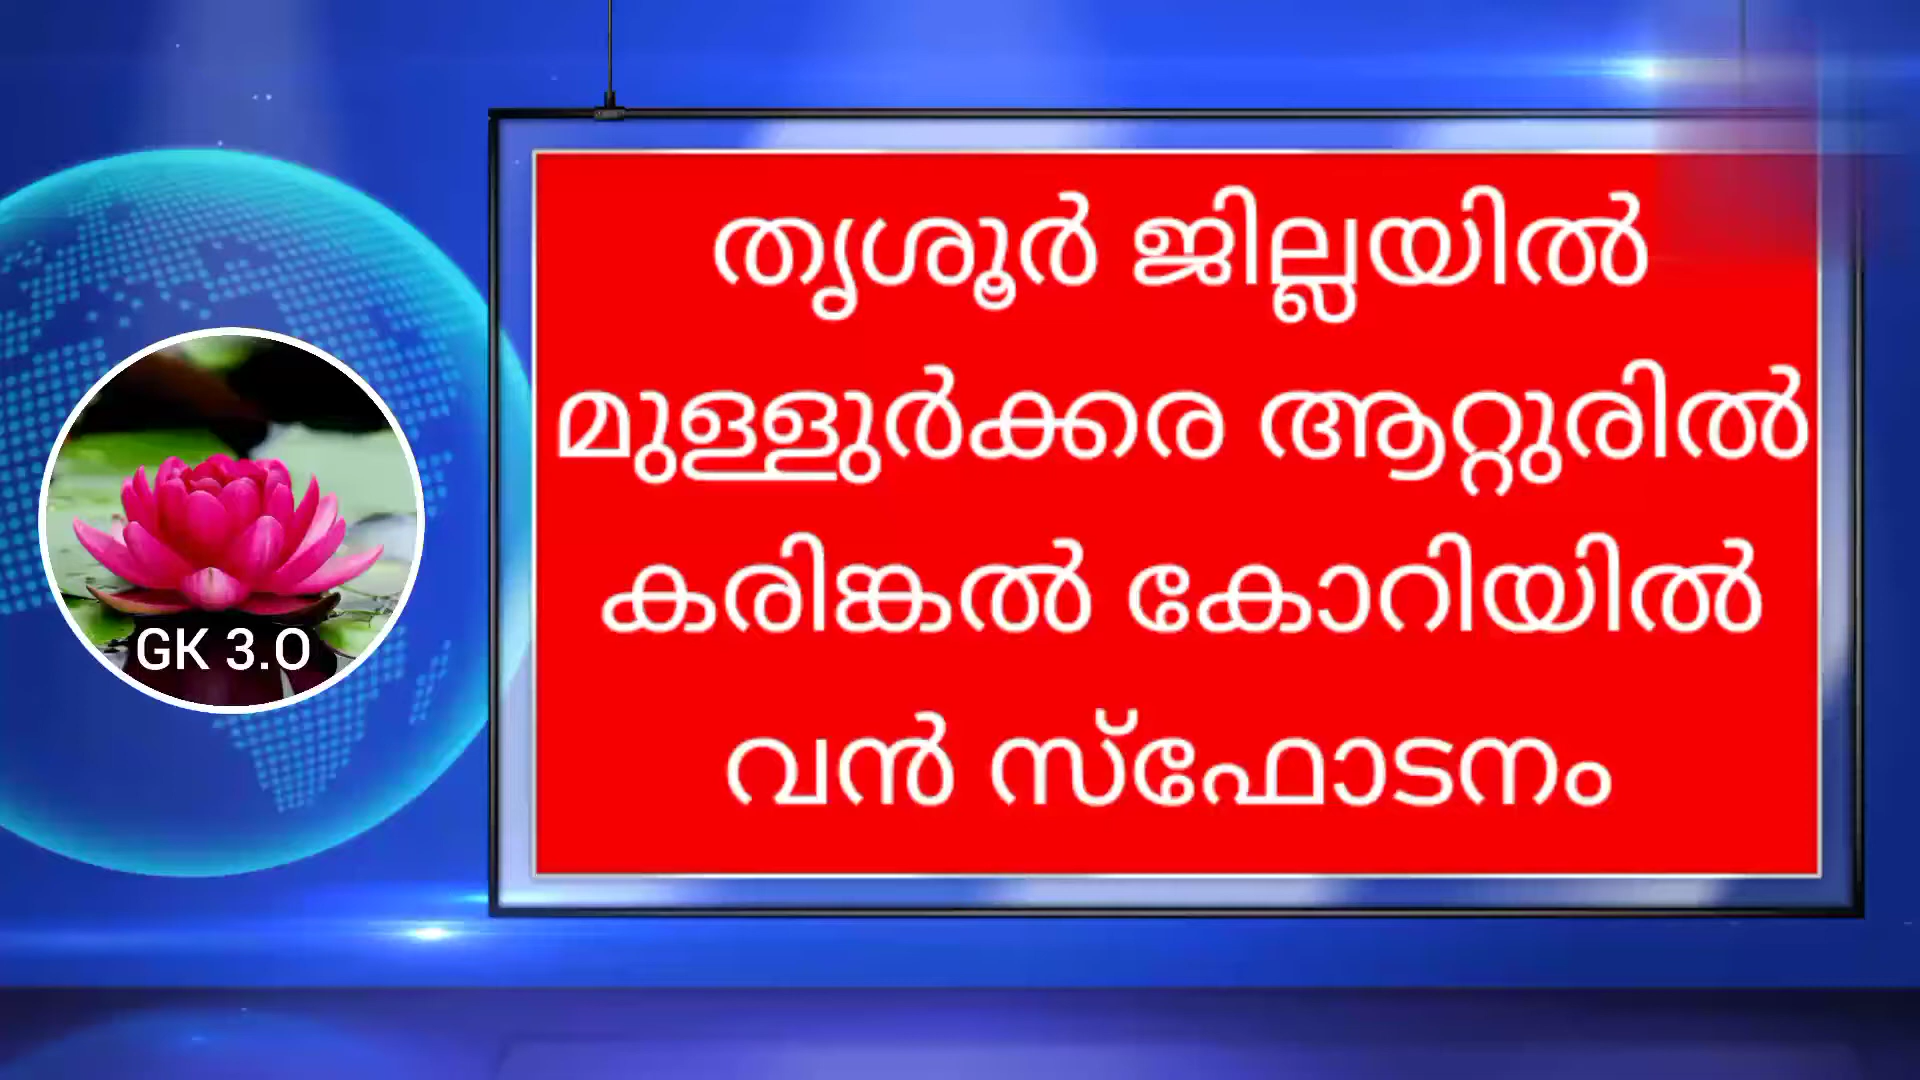 തൃശൂർ ജില്ലയിൽ
മുള്ളുർക്കര ആറ്റുരിൽ
കരിങ്കൽ കോറിയിൽ
വൻ സ്ഫോടനം
GK 3.O